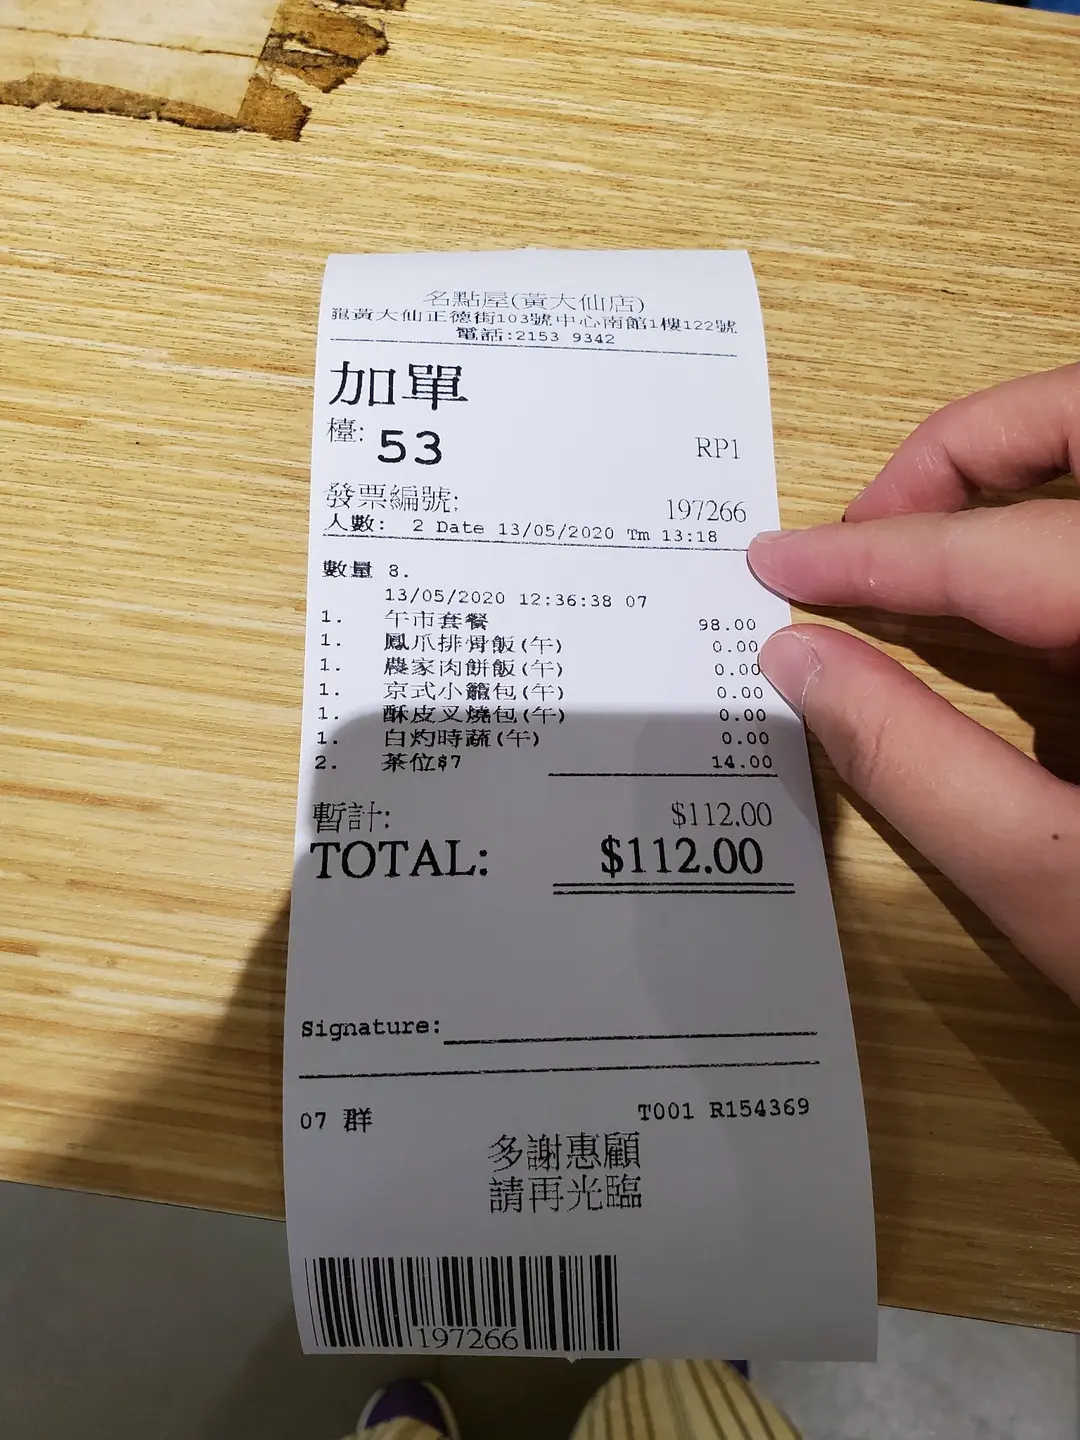 名點屋(黃大仙店)
龍黃大仙正德街103號中心南館1樓122號
電話:2153 9342
加單
檯: 53 RP1
發票編號: 197266
人數: 2 Date 13/05/2020 Tm 13:18
數量 8.
13/05/2020 12:36:38 07
1. 午市套餐 98.00
1. 鳳爪排骨飯(午) 0.00
1. 農家肉餅飯(午) 0.00
1. 京式小籠包(午) 0.00
1. 酥皮叉燒包(午) 0.00
1. 白灼時蔬(午) 0.00
2. 茶位$7 14.00
暫計: $112.00
TOTAL: $112.00
Signature:
07 群 T001 R154369
多謝惠顧
請再光臨
197266